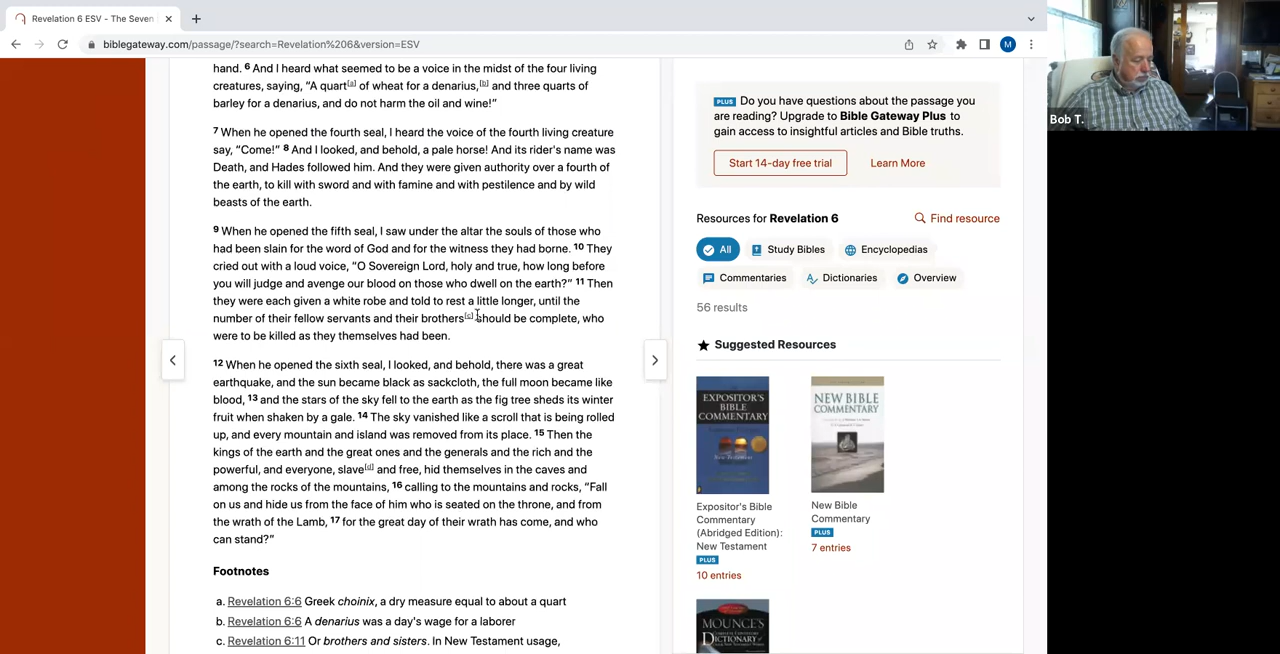 Revelation 6 ESV - The Seven
biblegateway.com/passage/?search=Revelation%206&version=ESV
M
Bob T.
hand. 6 And I heard what seemed to be a voice in the midst of the four living
creatures, saying, “A quart[a] of wheat for a denarius,[b] and three quarts of
barley for a denarius, and do not harm the oil and wine!”
7 When he opened the fourth seal, I heard the voice of the fourth living creature
say, “Come!” 8 And I looked, and behold, a pale horse! And its rider's name was
Death, and Hades followed him. And they were given authority over a fourth of
the earth, to kill with sword and with famine and with pestilence and by wild
beasts of the earth.
9 When he opened the fifth seal, I saw under the altar the souls of those who
had been slain for the word of God and for the witness they had borne. 10 They
cried out with a loud voice, “O Sovereign Lord, holy and true, how long before
you will judge and avenge our blood on those who dwell on the earth?” 11 Then
they were each given a white robe and told to rest a little longer, until the
number of their fellow servants and their brothers[c] should be complete, who
were to be killed as they themselves had been.
12 When he opened the sixth seal, I looked, and behold, there was a great
earthquake, and the sun became black as sackcloth, the full moon became like
blood, 13 and the stars of the sky fell to the earth as the fig tree sheds its winter
fruit when shaken by a gale. 14 The sky vanished like a scroll that is being rolled
up, and every mountain and island was removed from its place. 15 Then the
kings of the earth and the great ones and the generals and the rich and the
powerful, and everyone, slave[d] and free, hid themselves in the caves and
among the rocks of the mountains, 16 calling to the mountains and rocks, “Fall
on us and hide us from the face of him who is seated on the throne, and from
the wrath of the Lamb, 17 for the great day of their wrath has come, and who
can stand?”
Footnotes
a. Revelation 6:6 Greek choinix, a dry measure equal to about a quart
b. Revelation 6:6 A denarius was a day's wage for a laborer
c. Revelation 6:11 Or brothers and sisters. In New Testament usage,
PLUS Do you have questions about the passage you
are reading? Upgrade to Bible Gateway Plus to
gain access to insightful articles and Bible truths.
Start 14-day free trial
Learn More
Resources for Revelation 6
Find resource
All
Study Bibles
Encyclopedias
Commentaries
Dictionaries
Overview
56 results
Suggested Resources
EXPOSITOR'S
BIBLE
COMMENTARY
NEW BIBLE
COMMENTARY
Expositor's Bible
Commentary
(Abridged Edition):
New Testament
PLUS
10 entries
New Bible
Commentary
PLUS
7 entries
MOUNCE'S